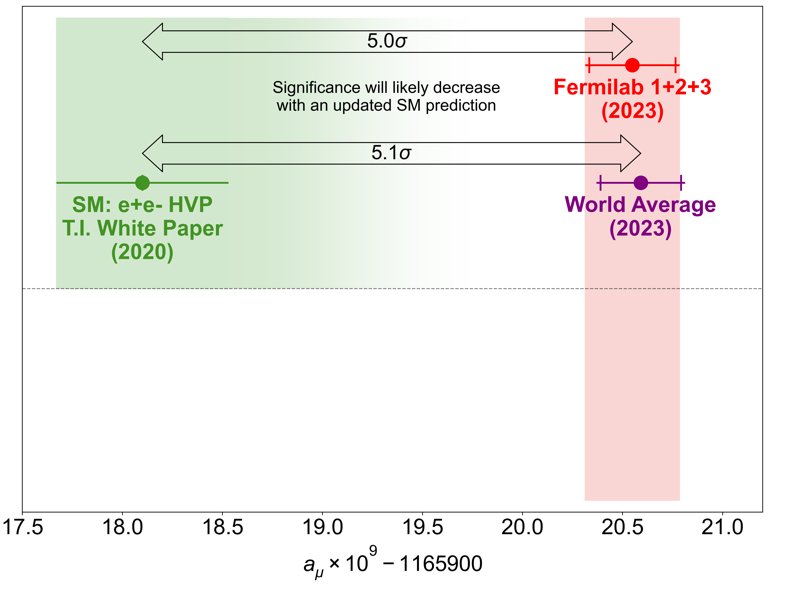 5.0σ
Significance will likely decrease
with an updated SM prediction
Fermilab 1+2+3
(2023)
5.1σ
SM: e+e- HVP
T.I. White Paper
(2020)
World Average
(2023)
17.5 18.0 18.5 19.0 19.5 20.0 20.5 21.0
aμ × 10⁹ − 1165900